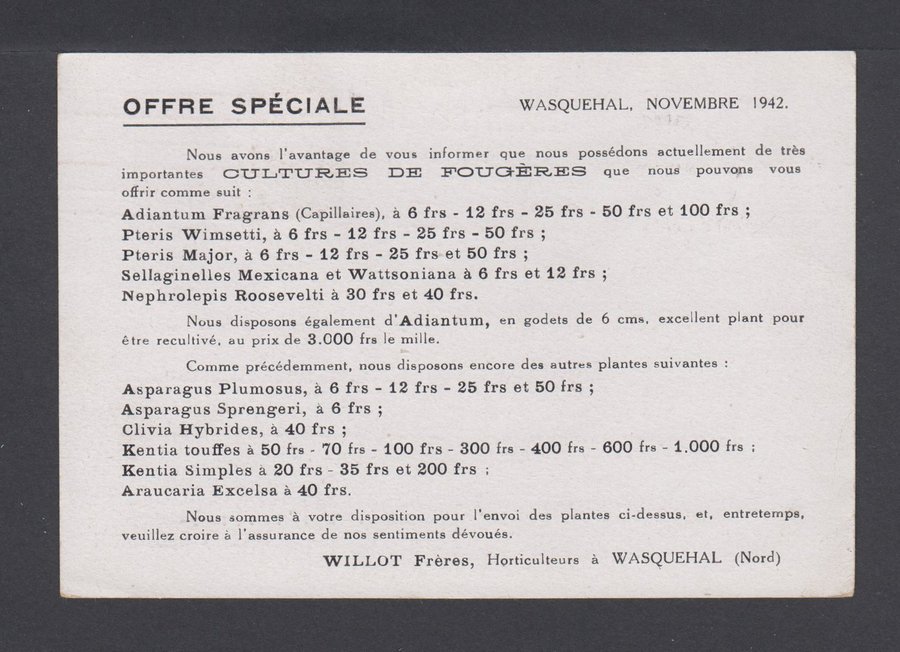 OFFRE SPÉCIALE
WASQUEHAL, NOVEMBRE 1942.
Nous avons l'avantage de vous informer que nous possédons actuellement de très
importantes CULTURES DE FOUGÈRES que nous pouvons vous
offrir comme suit :
Adiantum Fragrans (Capillaires), à 6 frs - 12 frs - 25 frs - 50 frs et 100 frs ;
Pteris Wimsetti, à 6 frs - 12 frs - 25 frs - 50 frs ;
Pteris Major, à 6 frs - 12 frs - 25 frs et 50 frs ;
Sellaginelles Mexicana et Wattsoniana à 6 frs et 12 frs ;
Nephrolepis Roosevelti à 30 frs et 40 frs.
Nous disposons également d'Adiantum, en godets de 6 cms, excellent plant pour
être recultivé, au prix de 3.000 frs le mille.
Comme précédemment, nous disposons encore des autres plantes suivantes :
Asparagus Plumosus, à 6 frs - 12 frs - 25 frs et 50 frs ;
Asparagus Sprengeri, à 6 frs ;
Clivia Hybrides, à 40 frs ;
Kentia touffes à 50 frs - 70 frs - 100 frs - 300 frs - 400 frs - 600 frs - 1.000 frs ;
Kentia Simples à 20 frs - 35 frs et 200 frs ;
Araucaria Excelsa à 40 frs.
Nous sommes à votre disposition pour l'envoi des plantes ci-dessus, et, entretemps,
veuillez croire à l'assurance de nos sentiments dévoués.
WILLOT Frères, Horticulteurs à WASQUEHAL (Nord)